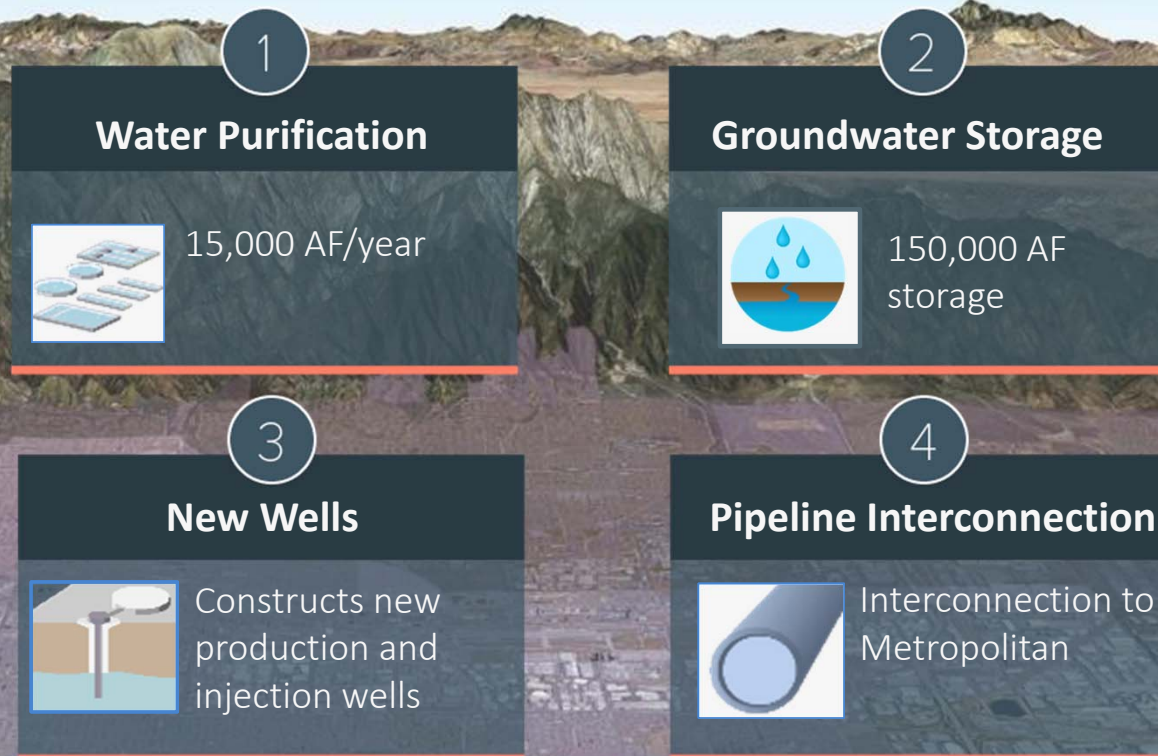 1
Water Purification
15,000 AF/year
2
Groundwater Storage
150,000 AF
storage
3
New Wells
Constructs new
production and
injection wells
4
Pipeline Interconnection
Interconnection to
Metropolitan